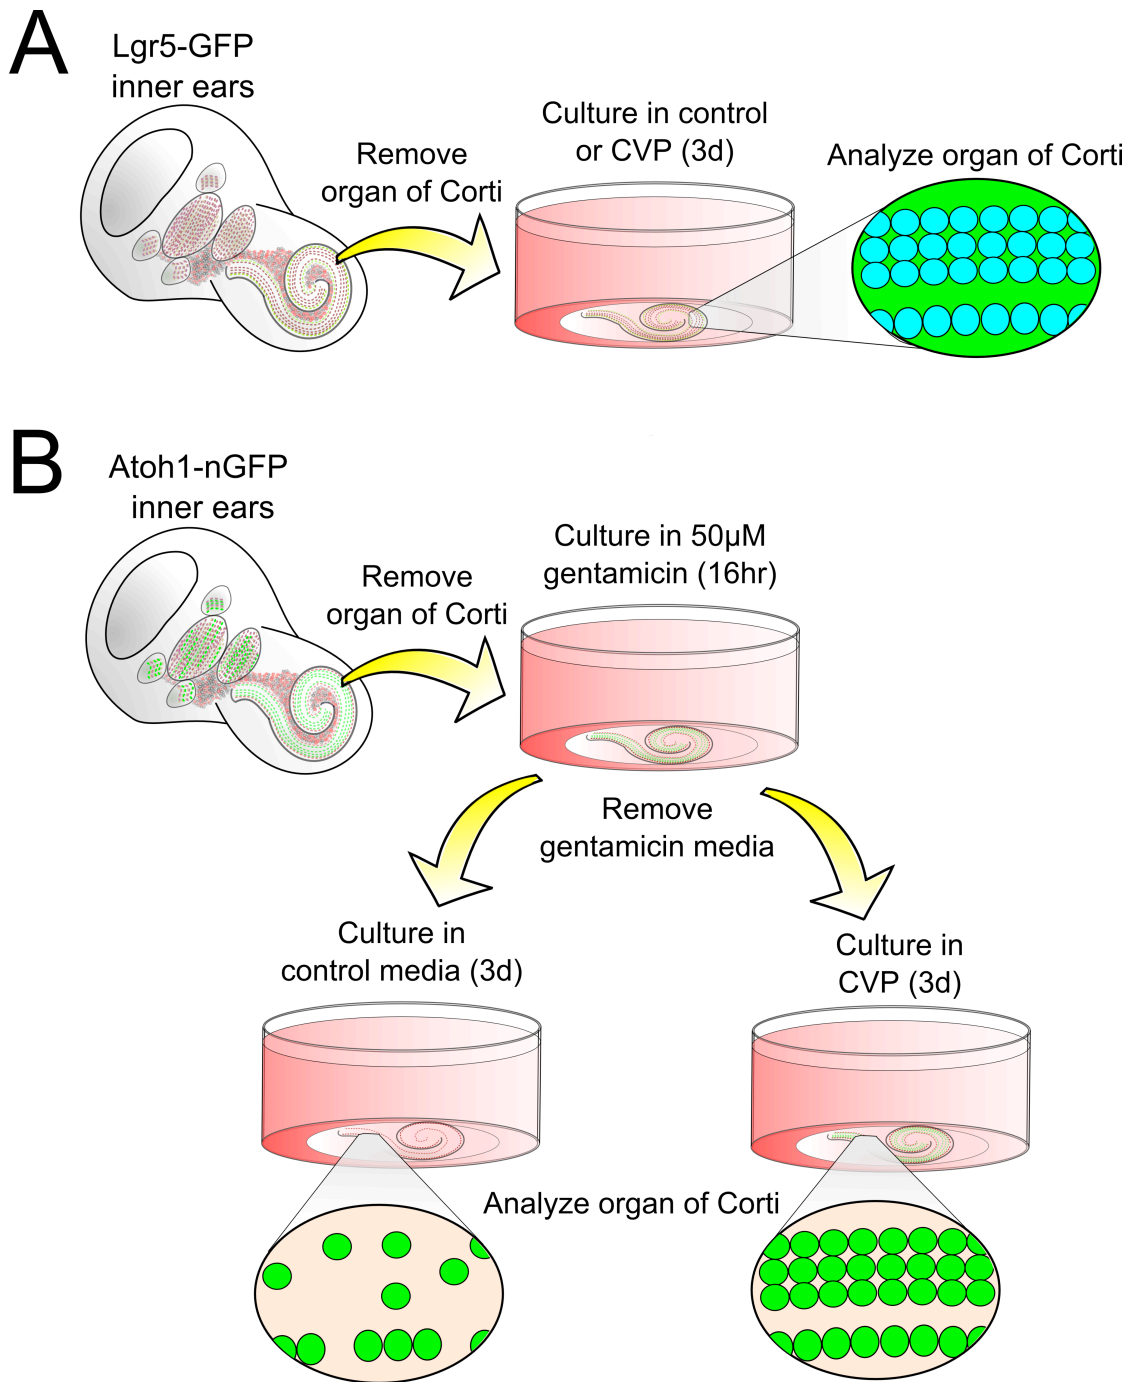 A
Lgr5-GFP
inner ears
Remove
organ of Corti
Culture in control
or CVP (3d)
Analyze organ of Corti
B
Atoh1-nGFP
inner ears
Remove
organ of Corti
Culture in 50µM
gentamicin (16hr)
Remove
gentamicin media
Culture in
control media (3d)
Culture in
CVP (3d)
Analyze organ of Corti